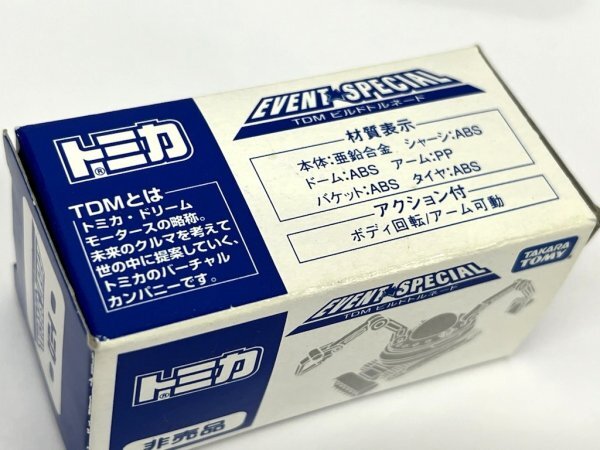 トミカ®
TDMとは
トミカ・ドリーム
モータースの略称。
未来のクルマを考えて
世の中に提案していく、
トミカのバーチャル
カンパニーです。
EVENT★SPECIAL
TDM ビルドトルネード
材質表示
本体:亜鉛合金 シャーシ:ABS
ドーム:ABS アーム:PP
バケット:ABS タイヤ:ABS
アクション付
ボディ回転/アーム可動
TAKARA
TOMY
EVENT★SPECIAL
TDM ビルドトルネード
トミカ®
非売品